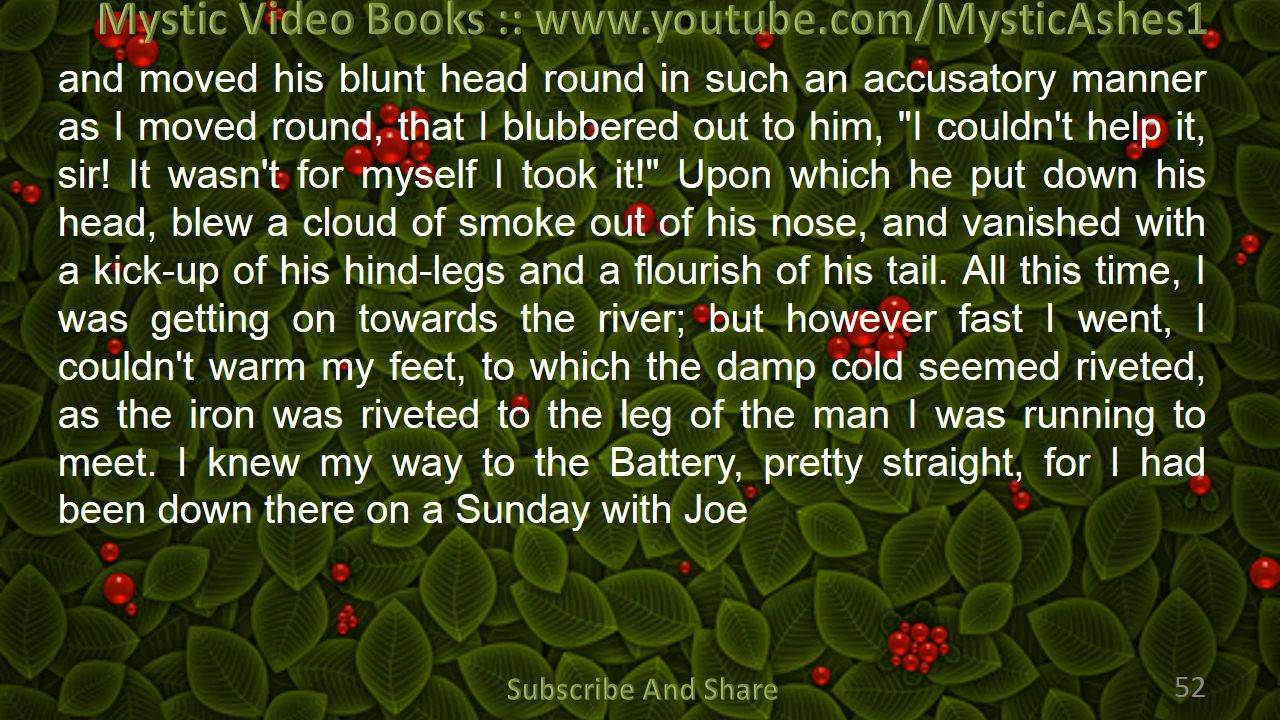 Mystic Video Books :: www.youtube.com/MysticAshes1
and moved his blunt head round in such an accusatory manner
as I moved round, that I blubbered out to him, "I couldn't help it,
sir! It wasn't for myself I took it!" Upon which he put down his
head, blew a cloud of smoke out of his nose, and vanished with
a kick-up of his hind-legs and a flourish of his tail. All this time, I
was getting on towards the river; but however fast I went, I
couldn't warm my feet, to which the damp cold seemed riveted,
as the iron was riveted to the leg of the man I was running to
meet. I knew my way to the Battery, pretty straight, for I had
been down there on a Sunday with Joe
Subscribe And Share
52